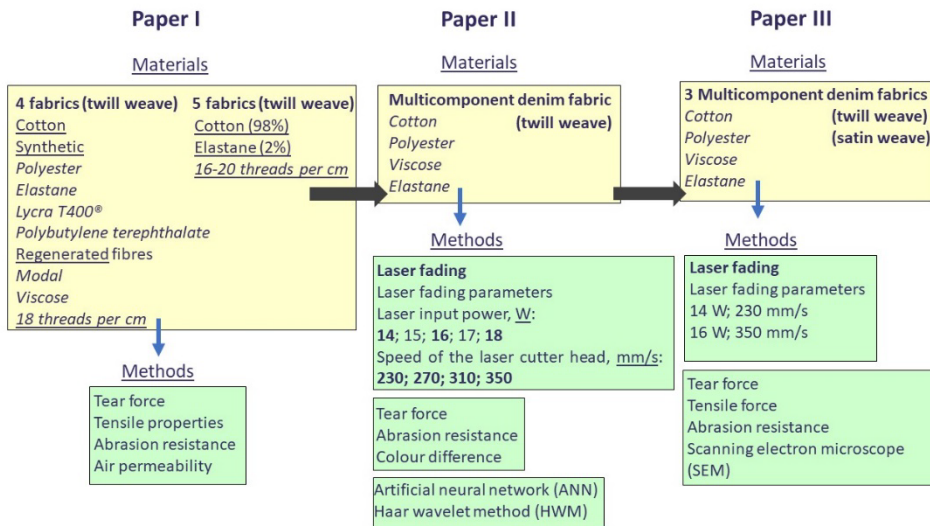 Paper I
Materials
4 fabrics (twill weave)
Cotton
Synthetic
Polyester
Elastane
Lycra T400®
Polybutylene terephthalate
Regenerated fibres
Modal
Viscose
18 threads per cm
5 fabrics (twill weave)
Cotton (98%)
Elastane (2%)
16-20 threads per cm
Methods
Tear force
Tensile properties
Abrasion resistance
Air permeability
Paper II
Materials
Multicomponent denim fabric
Cotton (twill weave)
Polyester
Viscose
Elastane
Methods
Laser fading
Laser fading parameters
Laser input power, W:
14; 15; 16; 17; 18
Speed of the laser cutter head, mm/s:
230; 270; 310; 350
Tear force
Abrasion resistance
Colour difference
Artificial neural network (ANN)
Haar wavelet method (HWM)
Paper III
Materials
3 Multicomponent denim fabrics
Cotton (twill weave)
Polyester (satin weave)
Viscose
Elastane
Methods
Laser fading
Laser fading parameters
14 W; 230 mm/s
16 W; 350 mm/s
Tear force
Tensile force
Abrasion resistance
Scanning electron microscope
(SEM)